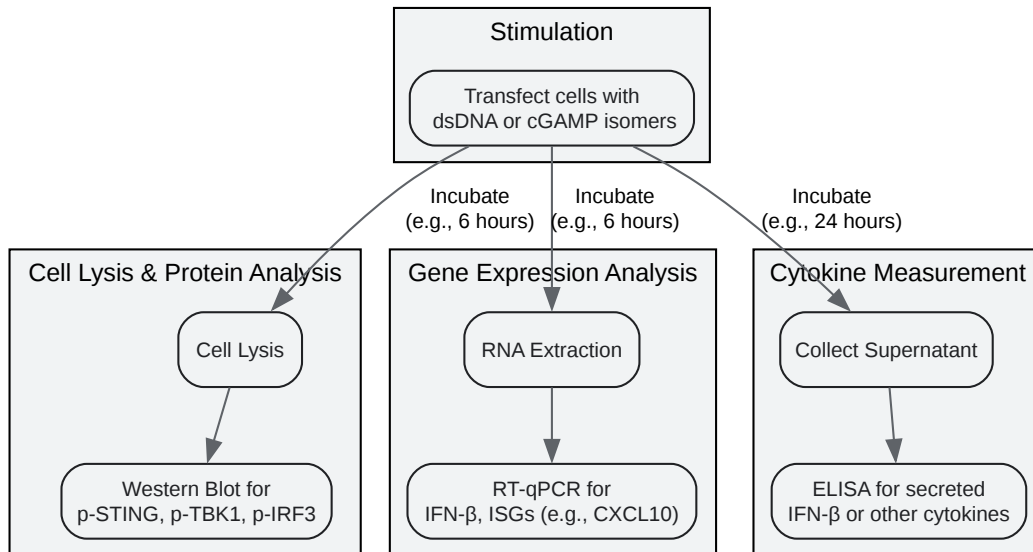 Stimulation
Transfect cells with
dsDNA or cGAMP isomers
Incubate
(e.g., 6 hours)
Incubate
(e.g., 6 hours)
Incubate
(e.g., 24 hours)
Cell Lysis & Protein Analysis
Cell Lysis
Western Blot for
p-STING, p-TBK1, p-IRF3
Gene Expression Analysis
RNA Extraction
RT-qPCR for
IFN-β, ISGs (e.g., CXCL10)
Cytokine Measurement
Collect Supernatant
ELISA for secreted
IFN-β or other cytokines